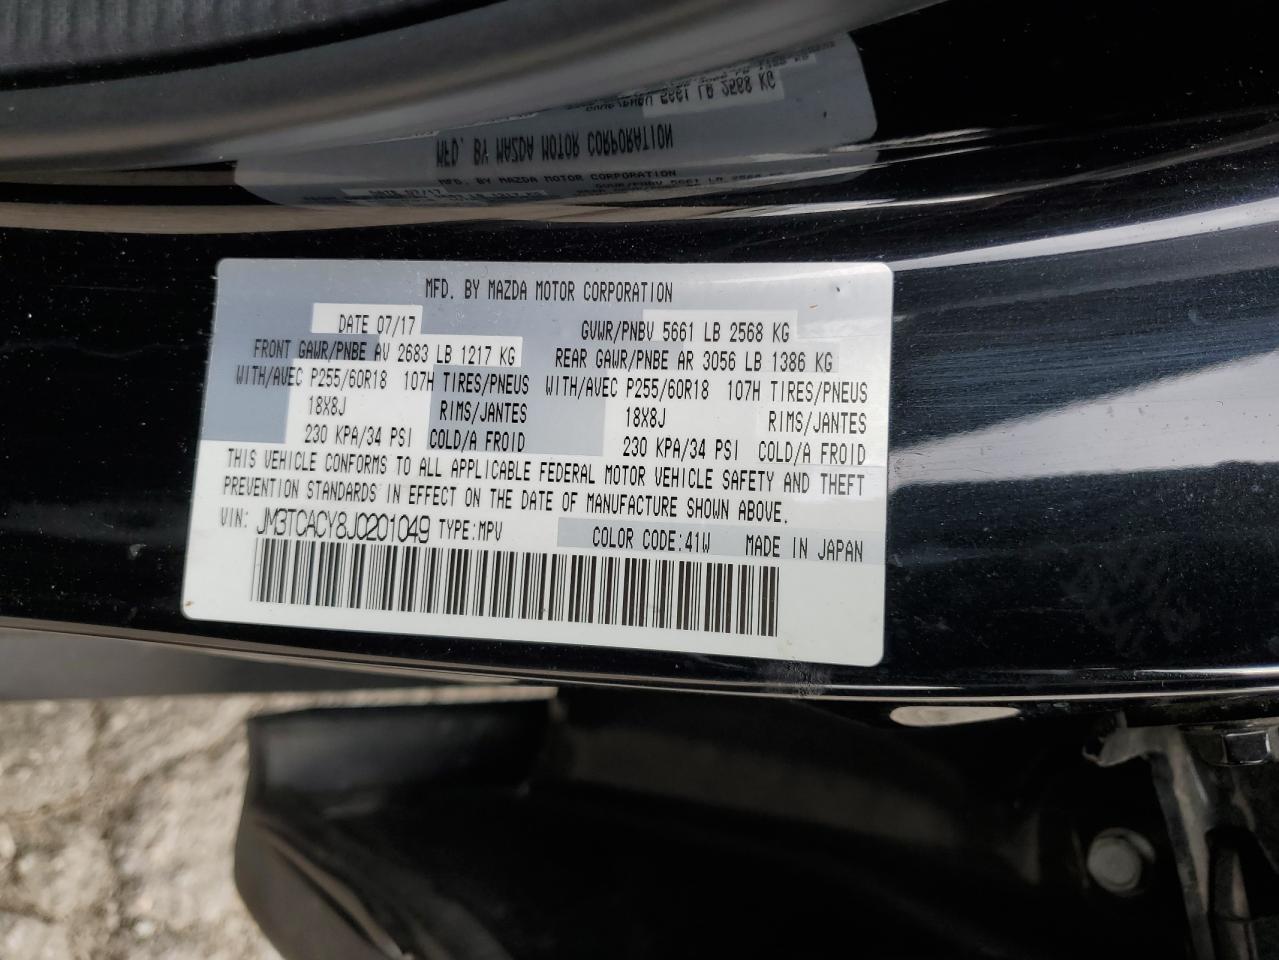 MFD. BY MAZDA MOTOR CORPORATION
DATE 07/17 GVWR/PNBV 5661 LB 2568 KG
FRONT GAWR/PNBE AV 2683 LB 1217 KG REAR GAWR/PNBE AR 3056 LB 1386 KG
WITH/AVEC P255/60R18 107H TIRES/PNEUS WITH/AVEC P255/60R18 107H TIRES/PNEUS
18X8J RIMS/JANTES 18X8J RIMS/JANTES
230 KPA/34 PSI COLD/A FROID 230 KPA/34 PSI COLD/A FROID
THIS VEHICLE CONFORMS TO ALL APPLICABLE FEDERAL MOTOR VEHICLE SAFETY AND THEFT
PREVENTION STANDARDS IN EFFECT ON THE DATE OF MANUFACTURE SHOWN ABOVE.
VIN: JM3TCACY8J0201049 TYPE:MPV COLOR CODE:41W MADE IN JAPAN